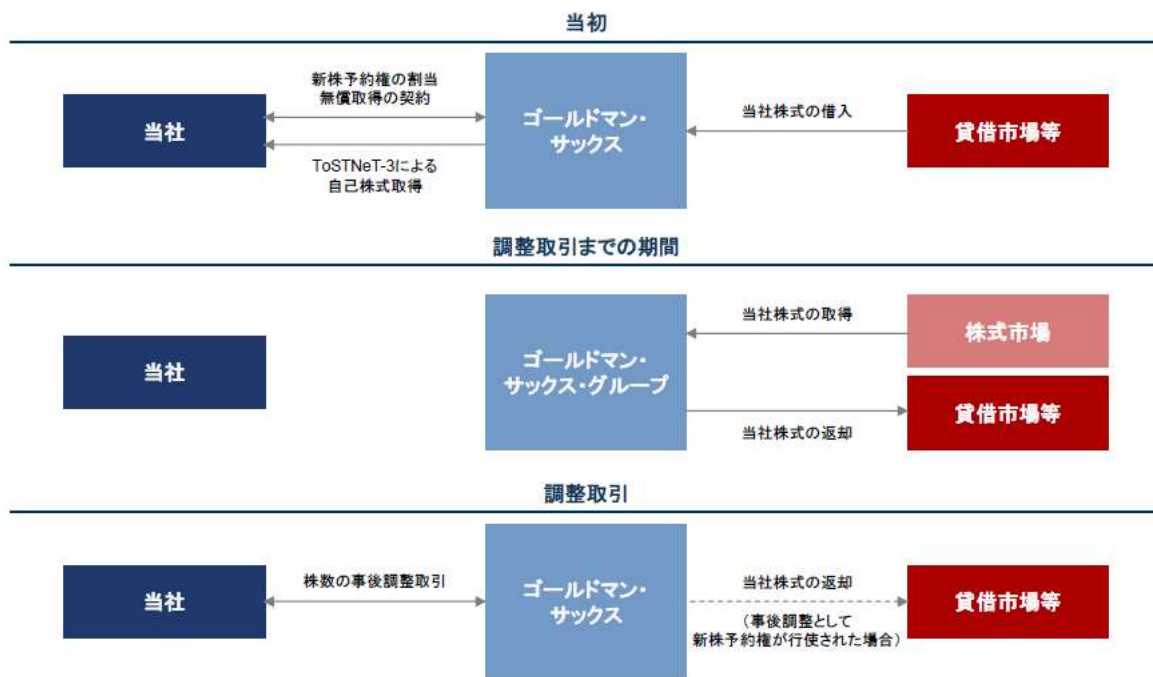 当初
当社
新株予約権の割当
無償取得の契約
ToSTNeT-3による
自己株式取得
ゴールドマン・
サックス
当社株式の借入
貸借市場等
調整取引までの期間
当社
ゴールドマン・
サックス・グループ
当社株式の取得
株式市場
当社株式の返却
貸借市場等
調整取引
当社
株数の事後調整取引
ゴールドマン・
サックス
当社株式の返却
（事後調整として
新株予約権が行使された場合）
貸借市場等